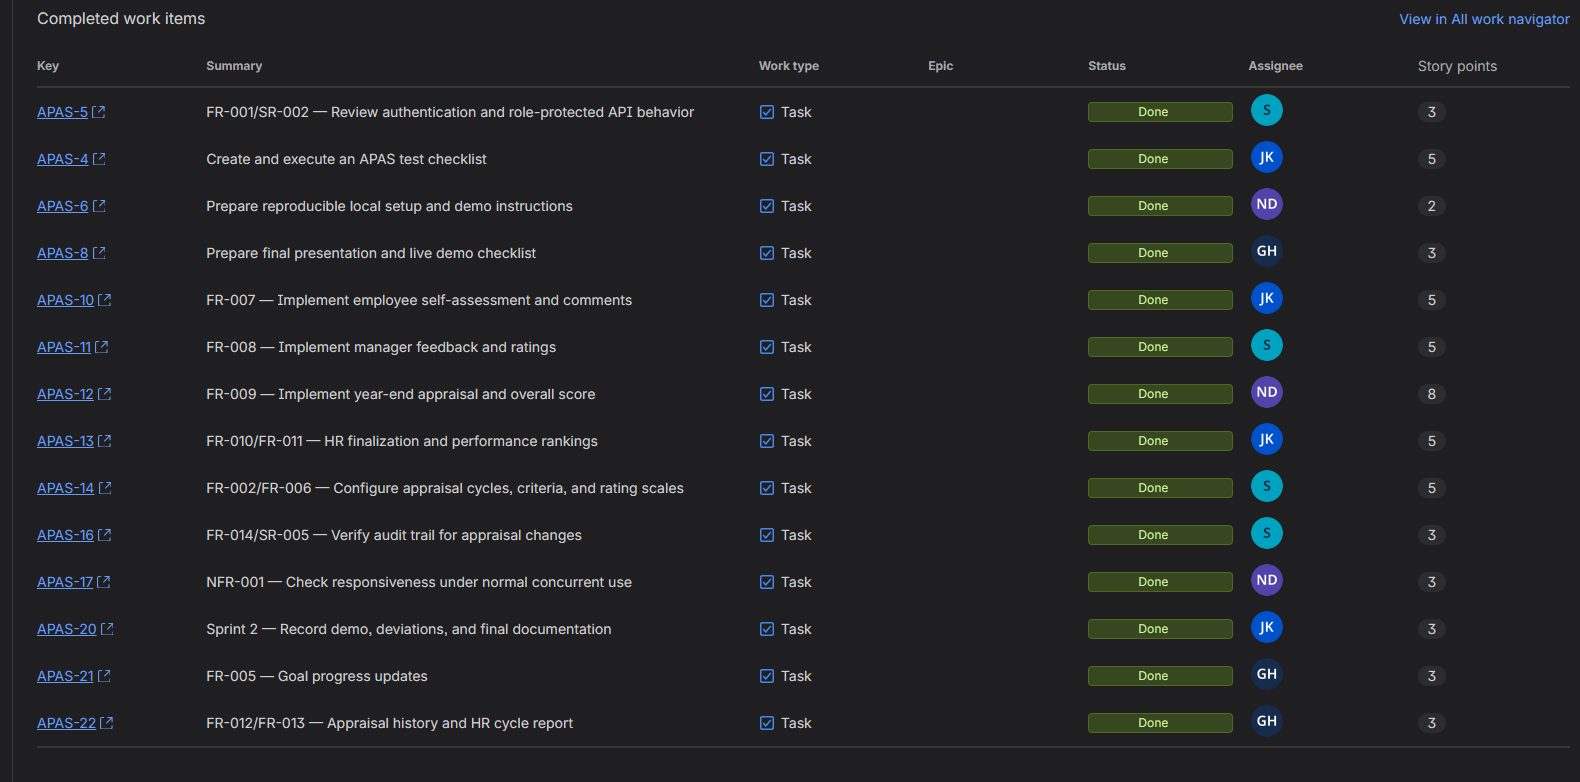 Completed work items View in All work navigator
Key Summary Work type Epic Status Assignee Story points
APAS-5 FR-001/SR-002 — Review authentication and role-protected API behavior Task Done S 3
APAS-4 Create and execute an APAS test checklist Task Done JK 5
APAS-6 Prepare reproducible local setup and demo instructions Task Done ND 2
APAS-8 Prepare final presentation and live demo checklist Task Done GH 3
APAS-10 FR-007 — Implement employee self-assessment and comments Task Done JK 5
APAS-11 FR-008 — Implement manager feedback and ratings Task Done S 5
APAS-12 FR-009 — Implement year-end appraisal and overall score Task Done ND 8
APAS-13 FR-010/FR-011 — HR finalization and performance rankings Task Done JK 5
APAS-14 FR-002/FR-006 — Configure appraisal cycles, criteria, and rating scales Task Done S 5
APAS-16 FR-014/SR-005 — Verify audit trail for appraisal changes Task Done S 3
APAS-17 NFR-001 — Check responsiveness under normal concurrent use Task Done ND 3
APAS-20 Sprint 2 — Record demo, deviations, and final documentation Task Done JK 3
APAS-21 FR-005 — Goal progress updates Task Done GH 3
APAS-22 FR-012/FR-013 — Appraisal history and HR cycle report Task Done GH 3